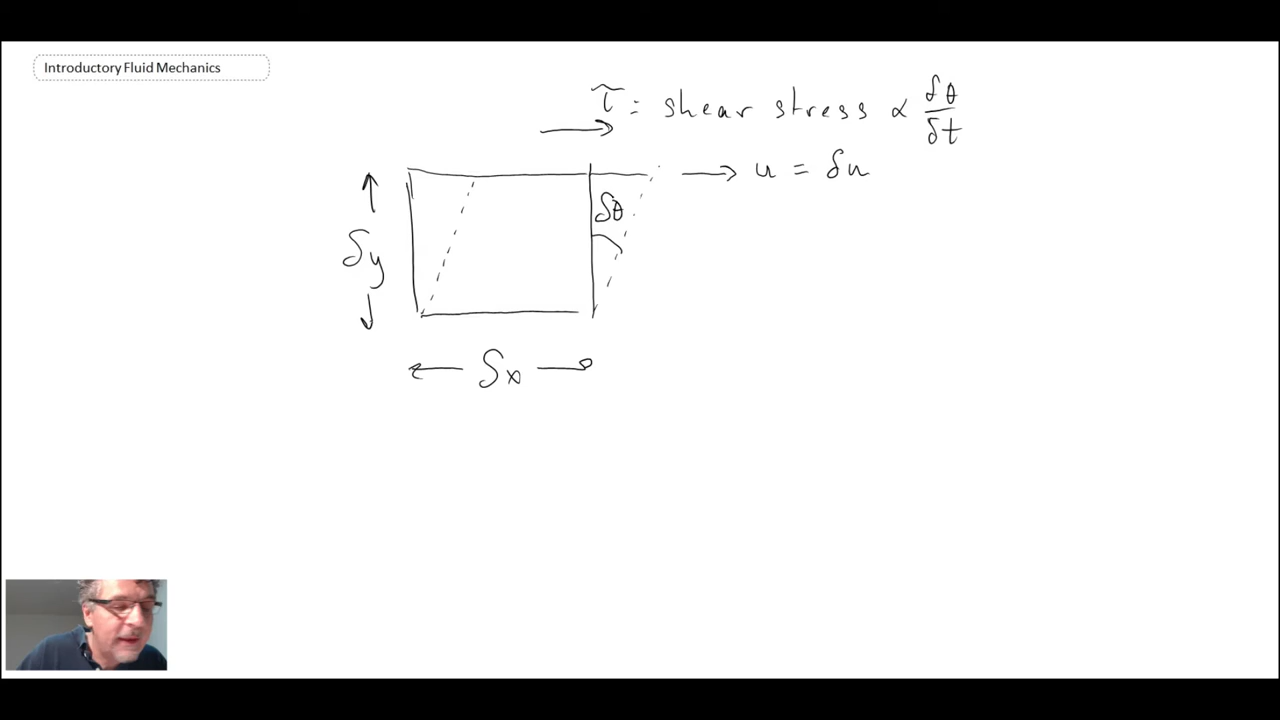 Introductory Fluid Mechanics
τ = shear stress ∝ δθ/δt
→ u = δu
δθ
δy
δx